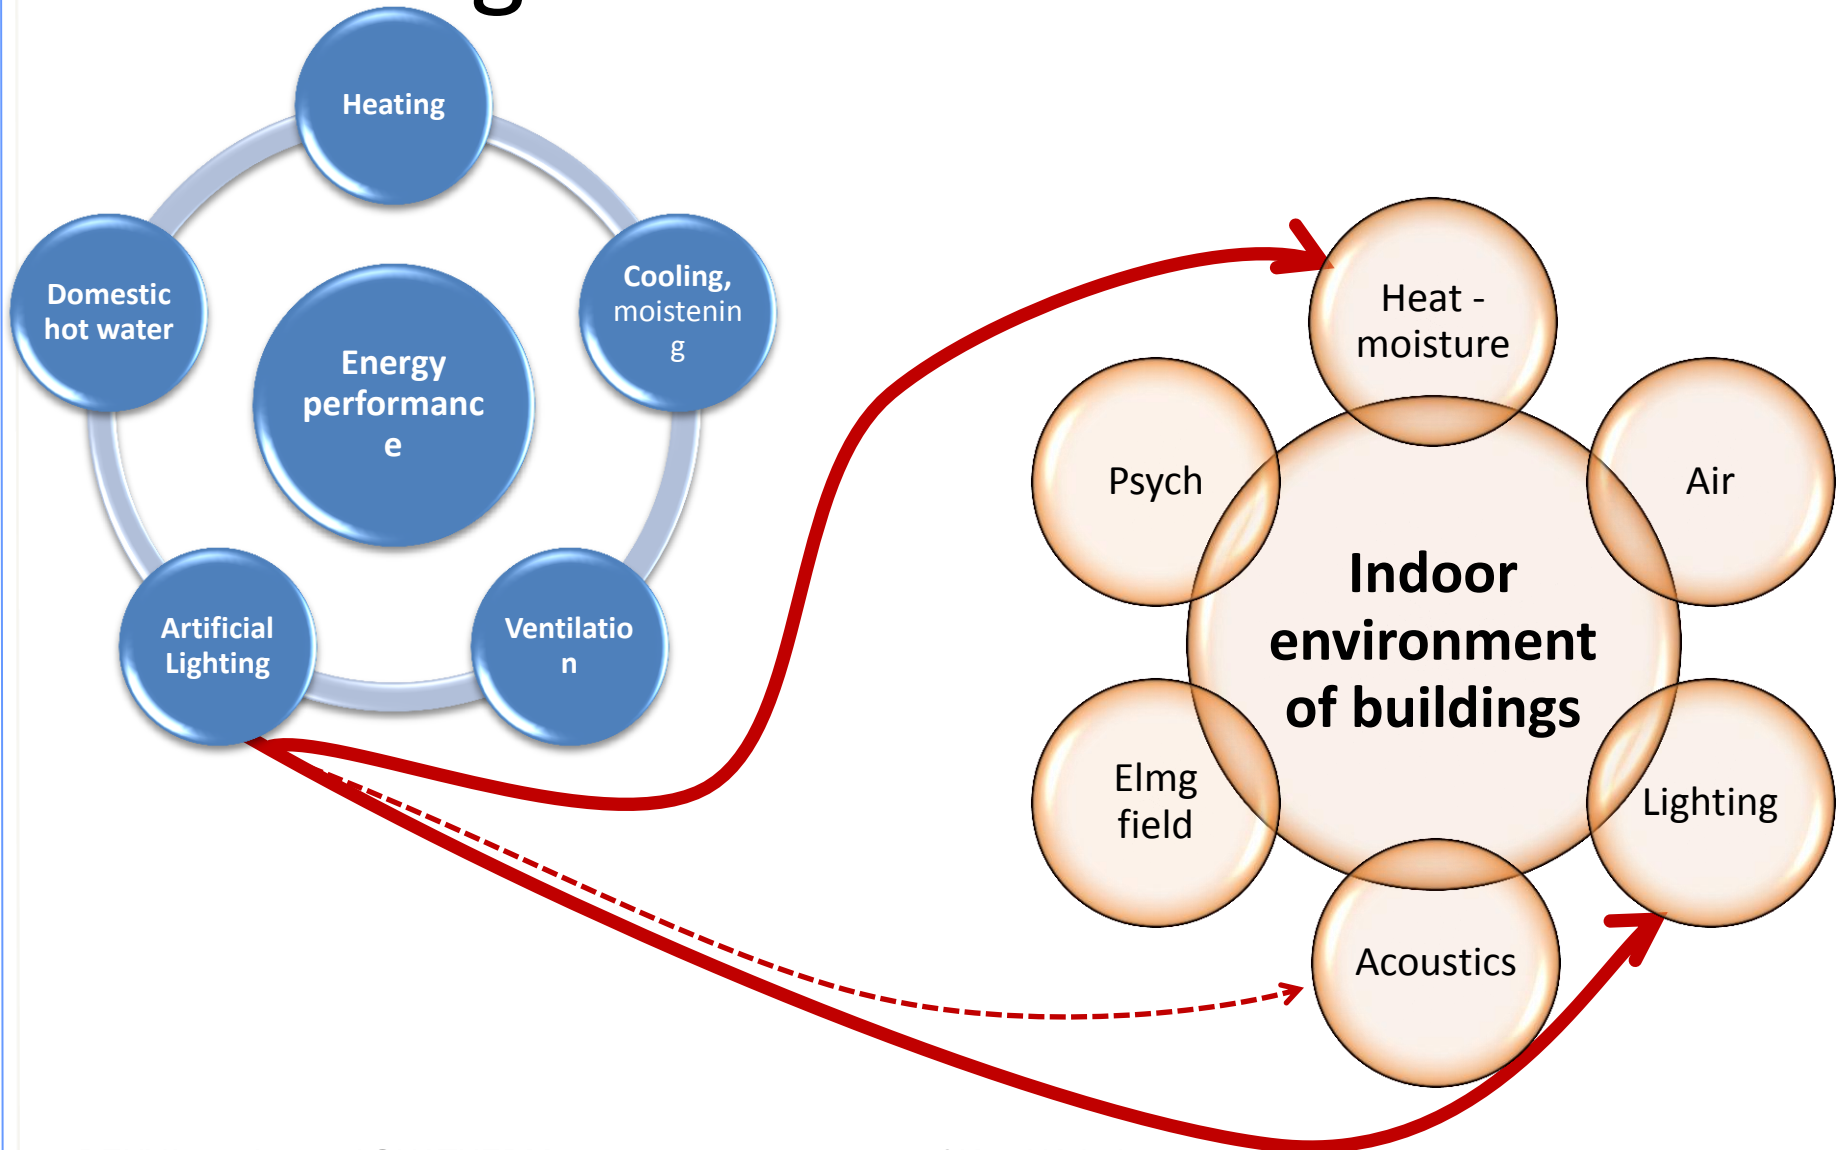 Heating
Domestic
hot water
Cooling,
moistenin
g
Energy
performanc
e
Artificial
Lighting
Ventilatio
n
Heat -
moisture
Psych
Air
Indoor
environment
of buildings
Elmg
field
Lighting
Acoustics